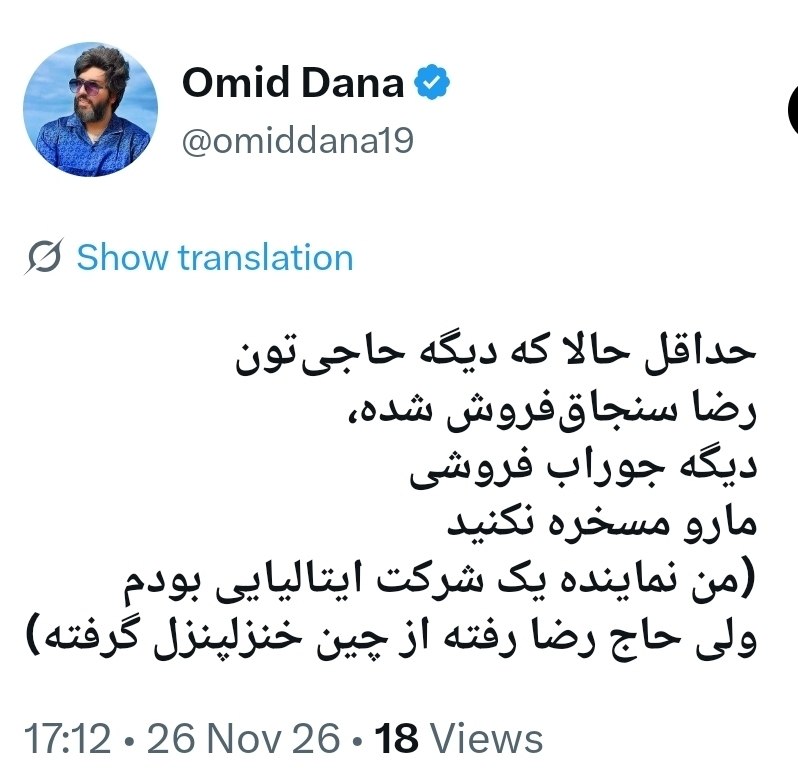 Omid Dana
@omiddana19
Show translation
حداقل حالا که دیگه حاجی‌تون
رضا سنجاق‌فروش شده،
دیگه جوراب فروشی
مارو مسخره نکنید
(من نماینده یک شرکت ایتالیایی بودم
ولی حاج رضا رفته از چین خنزلپنزل گرفته)
17:12 • 26 Nov 26 • 18 Views